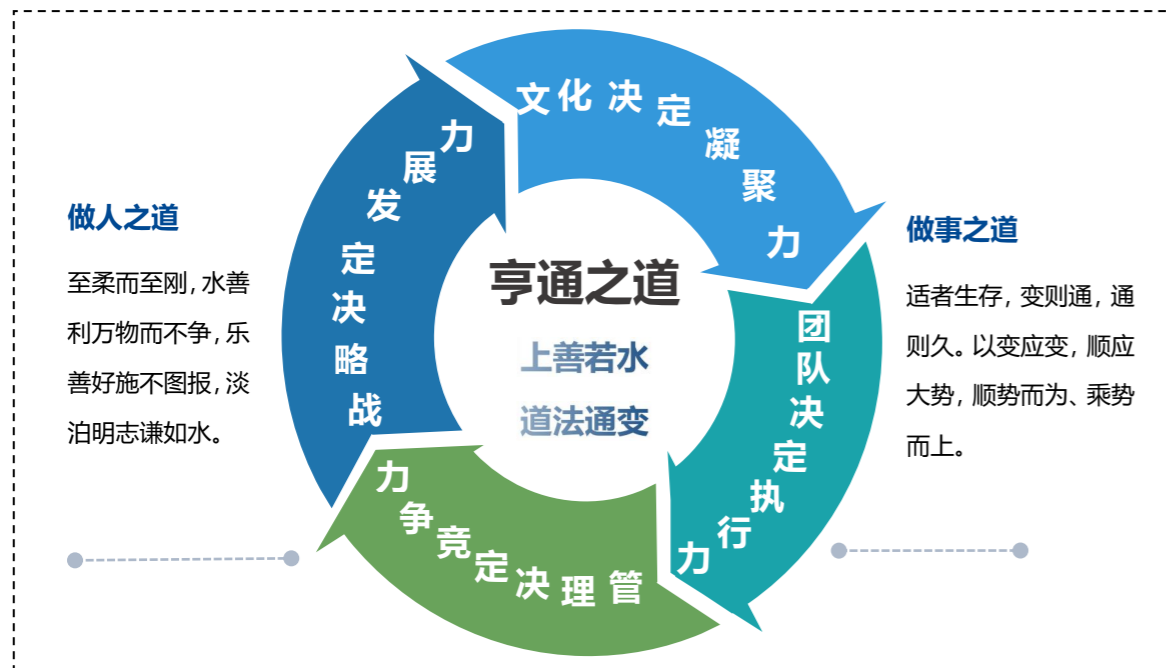 文化决定凝聚力
团队决定执行力
管理决定竞争力
战略决定发展力
亨通之道
上善若水
道法通变
做人之道
至柔而至刚，水善
利万物而不争，乐
善好施不图报，淡
泊明志谦如水。
做事之道
适者生存，变则通，通
则久。以变应变，顺应
大势，顺势而为、乘势
而上。